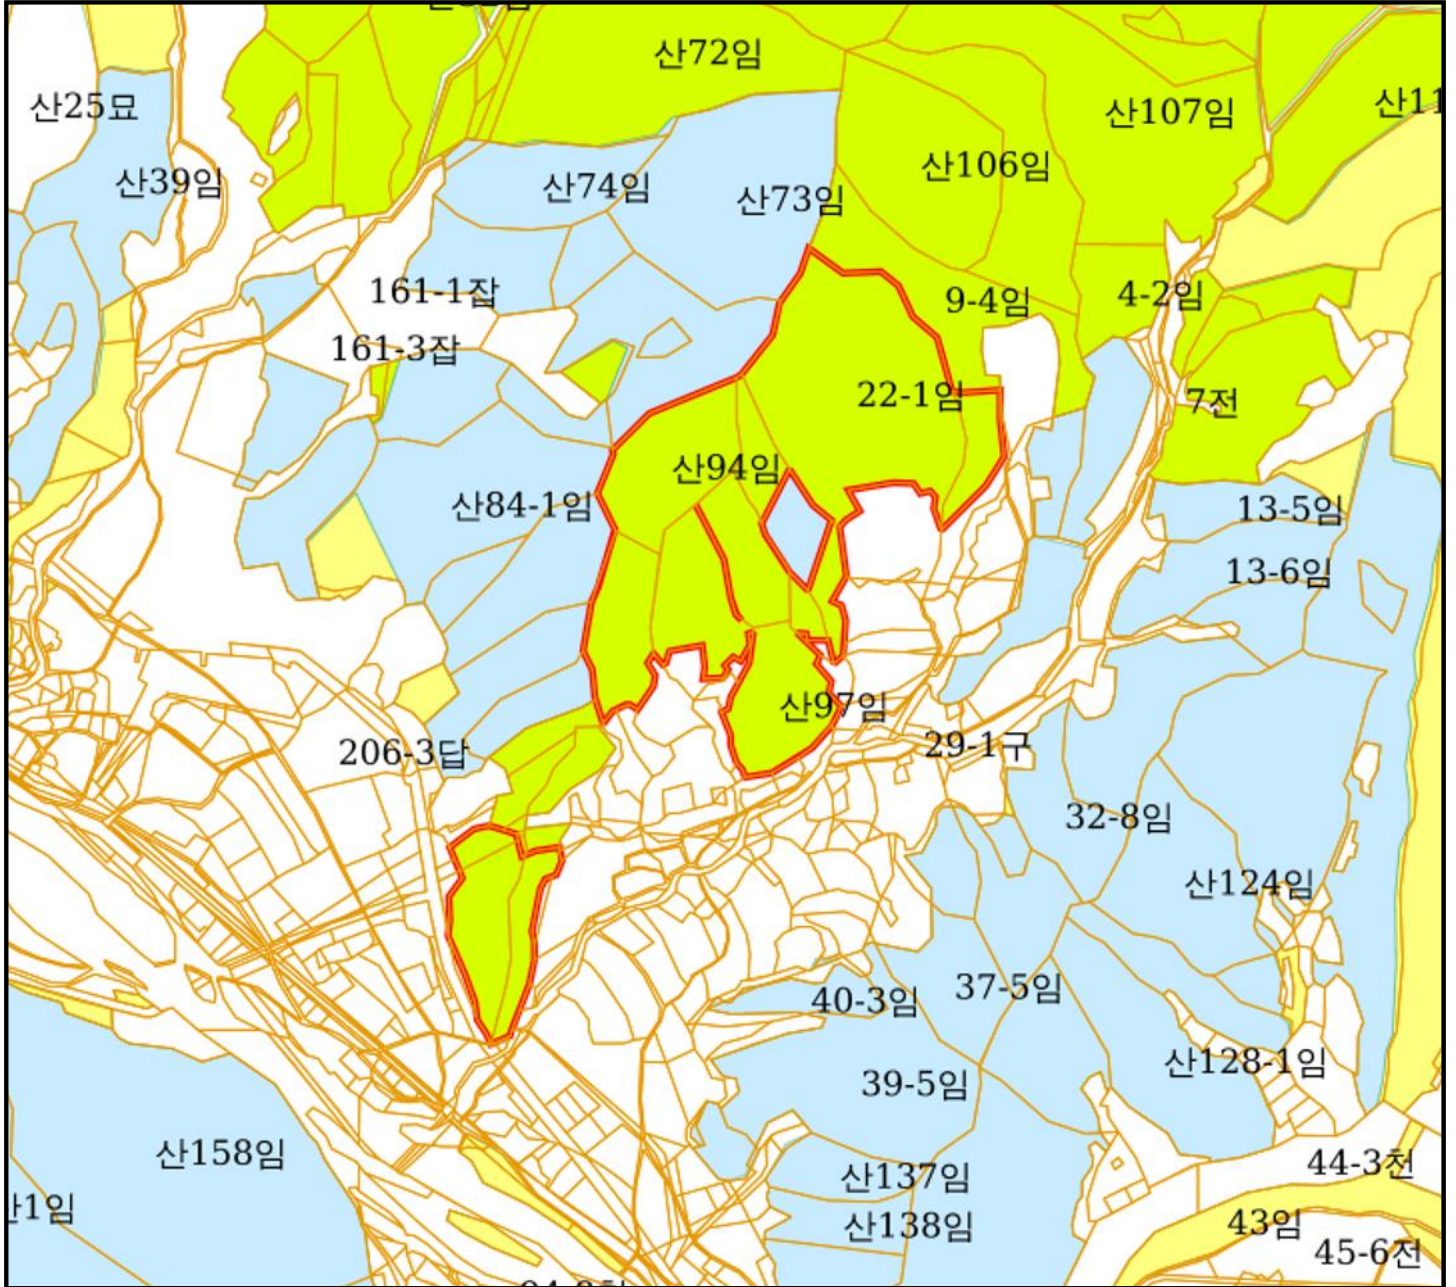 산72임
산25묘
산107임
산11
산106임
산39임
산74임
산73임
161-1잡
9-4임
4-2임
161-3잡
22-1임
7전
산94임
산84-1임
13-5임
13-6임
산97임
206-3답
29-1구
32-8임
산124임
40-3임
37-5임
산128-1임
39-5임
산158임
산137임
44-3천
1임
산138임
43임
45-6전